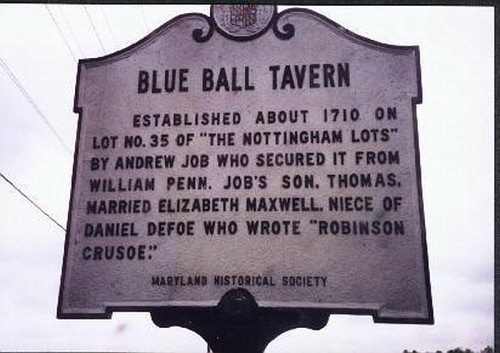 BLUE BALL TAVERN
ESTABLISHED ABOUT 1710 ON
LOT NO. 35 OF "THE NOTTINGHAM LOTS"
BY ANDREW JOB WHO SECURED IT FROM
WILLIAM PENN. JOB'S SON, THOMAS,
MARRIED ELIZABETH MAXWELL, NIECE OF
DANIEL DEFOE WHO WROTE "ROBINSON
CRUSOE."
MARYLAND HISTORICAL SOCIETY